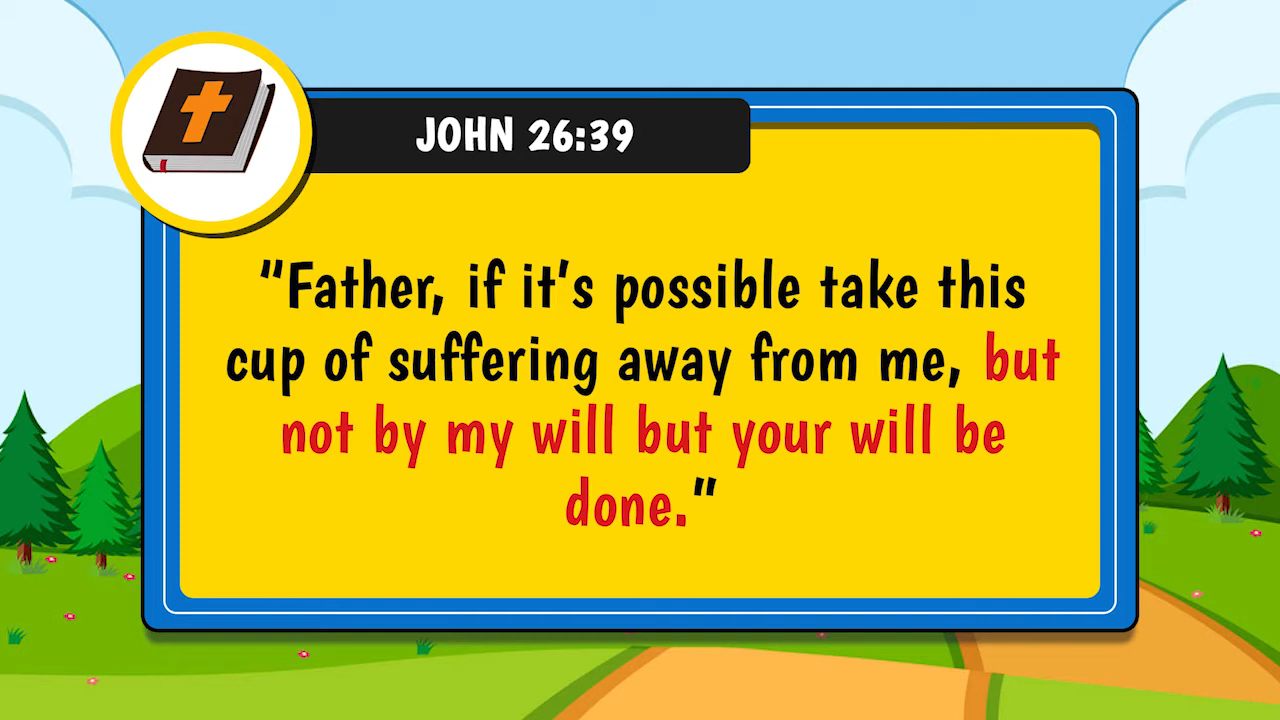 JOHN 26:39
“Father, if it’s possible take this
cup of suffering away from me, but
not by my will but your will be
done."